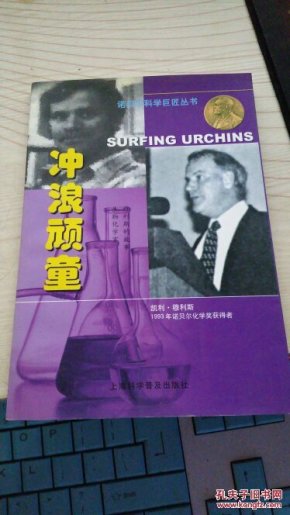 诺贝尔科学巨匠丛书
SURFING URCHINS
冲浪顽童
凯利·穆利斯
1993年诺贝尔化学奖获得者
上海科学普及出版社
孔夫子旧书网